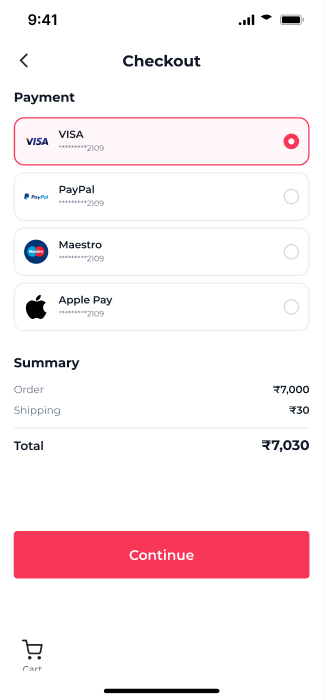 9:41
Checkout
Payment
VISA
VISA
*********2109
PayPal
PayPal
*********2109
Maestro
Maestro
*********2109
Apple Pay
*********2109
Summary
Order ₹7,000
Shipping ₹30
Total ₹7,030
Continue
Cart